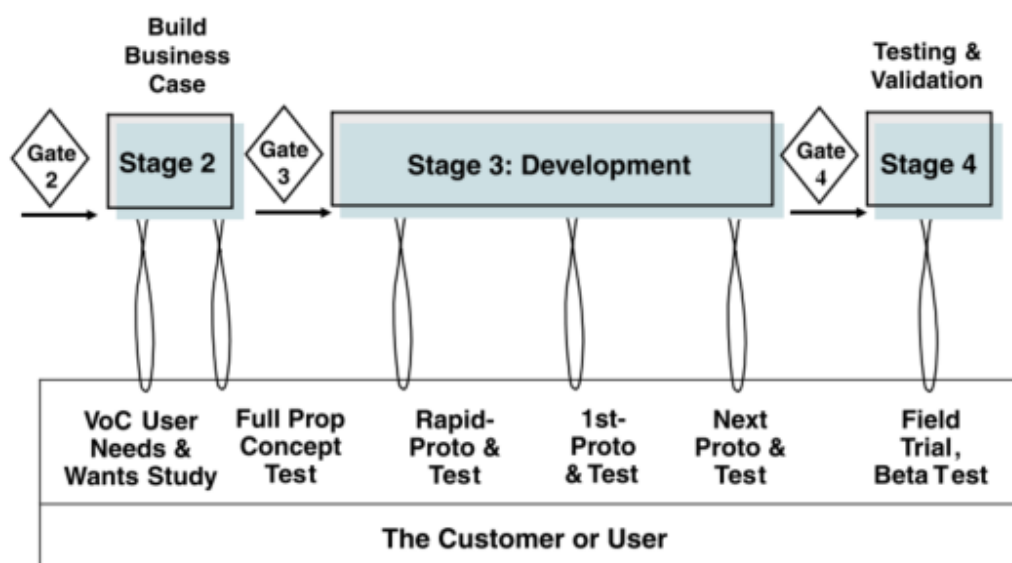 Build
Business
Case
Testing &
Validation
Gate
2
Stage 2
Gate
3
Stage 3: Development
Gate
4
Stage 4
VoC User
Needs &
Wants Study
Full Prop
Concept
Test
Rapid-
Proto &
Test
1st-
Proto
& Test
Next
Proto &
Test
Field
Trial,
Beta Test
The Customer or User